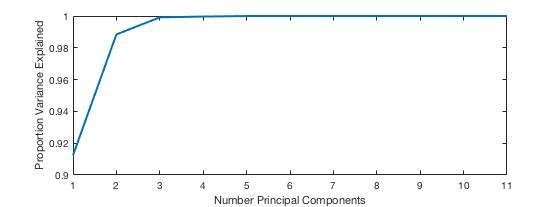 Proportion Variance Explained
1
0.98
0.96
0.94
0.92
0.9
1 2 3 4 5 6 7 8 9 10 11
Number Principal Components